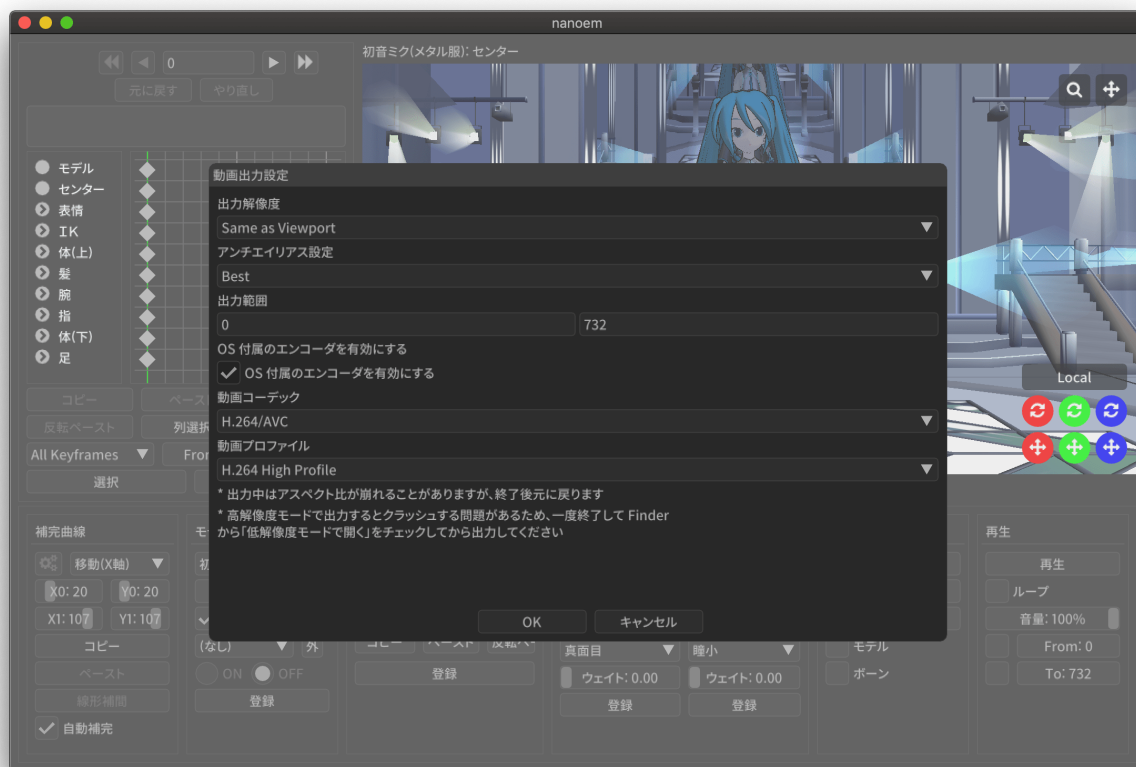 nanoem
0
初音ミク(メタル服): センター
元に戻す
やり直し
モデル
センター
表情
IK
体(上)
髪
腕
指
体(下)
足
コピー
反転ペースト
All Keyframes
選択
動画出力設定
出力解像度
Same as Viewport
アンチエイリアス設定
Best
出力範囲
0
732
OS 付属のエンコーダを有効にする
OS 付属のエンコーダを有効にする
動画コーデック
H.264/AVC
動画プロファイル
H.264 High Profile
* 出力中はアスペクト比が崩れることがありますが、終了後元に戻ります
* 高解像度モードで出力するとクラッシュする問題があるため、一度終了して Finder
から「低解像度モードで開く」をチェックしてから出力してください
OK
キャンセル
Local
補完曲線
移動(X軸)
X0: 20
Y0: 20
X1: 107
Y1: 107
コピー
ペースト
線形補間
自動補完
(なし)
外
ON
OFF
登録
コピー
ペースト
登録
真面目
ウェイト: 0.00
登録
瞳小
ウェイト: 0.00
登録
モデル
ボーン
再生
再生
ループ
音量: 100%
From: 0
To: 732